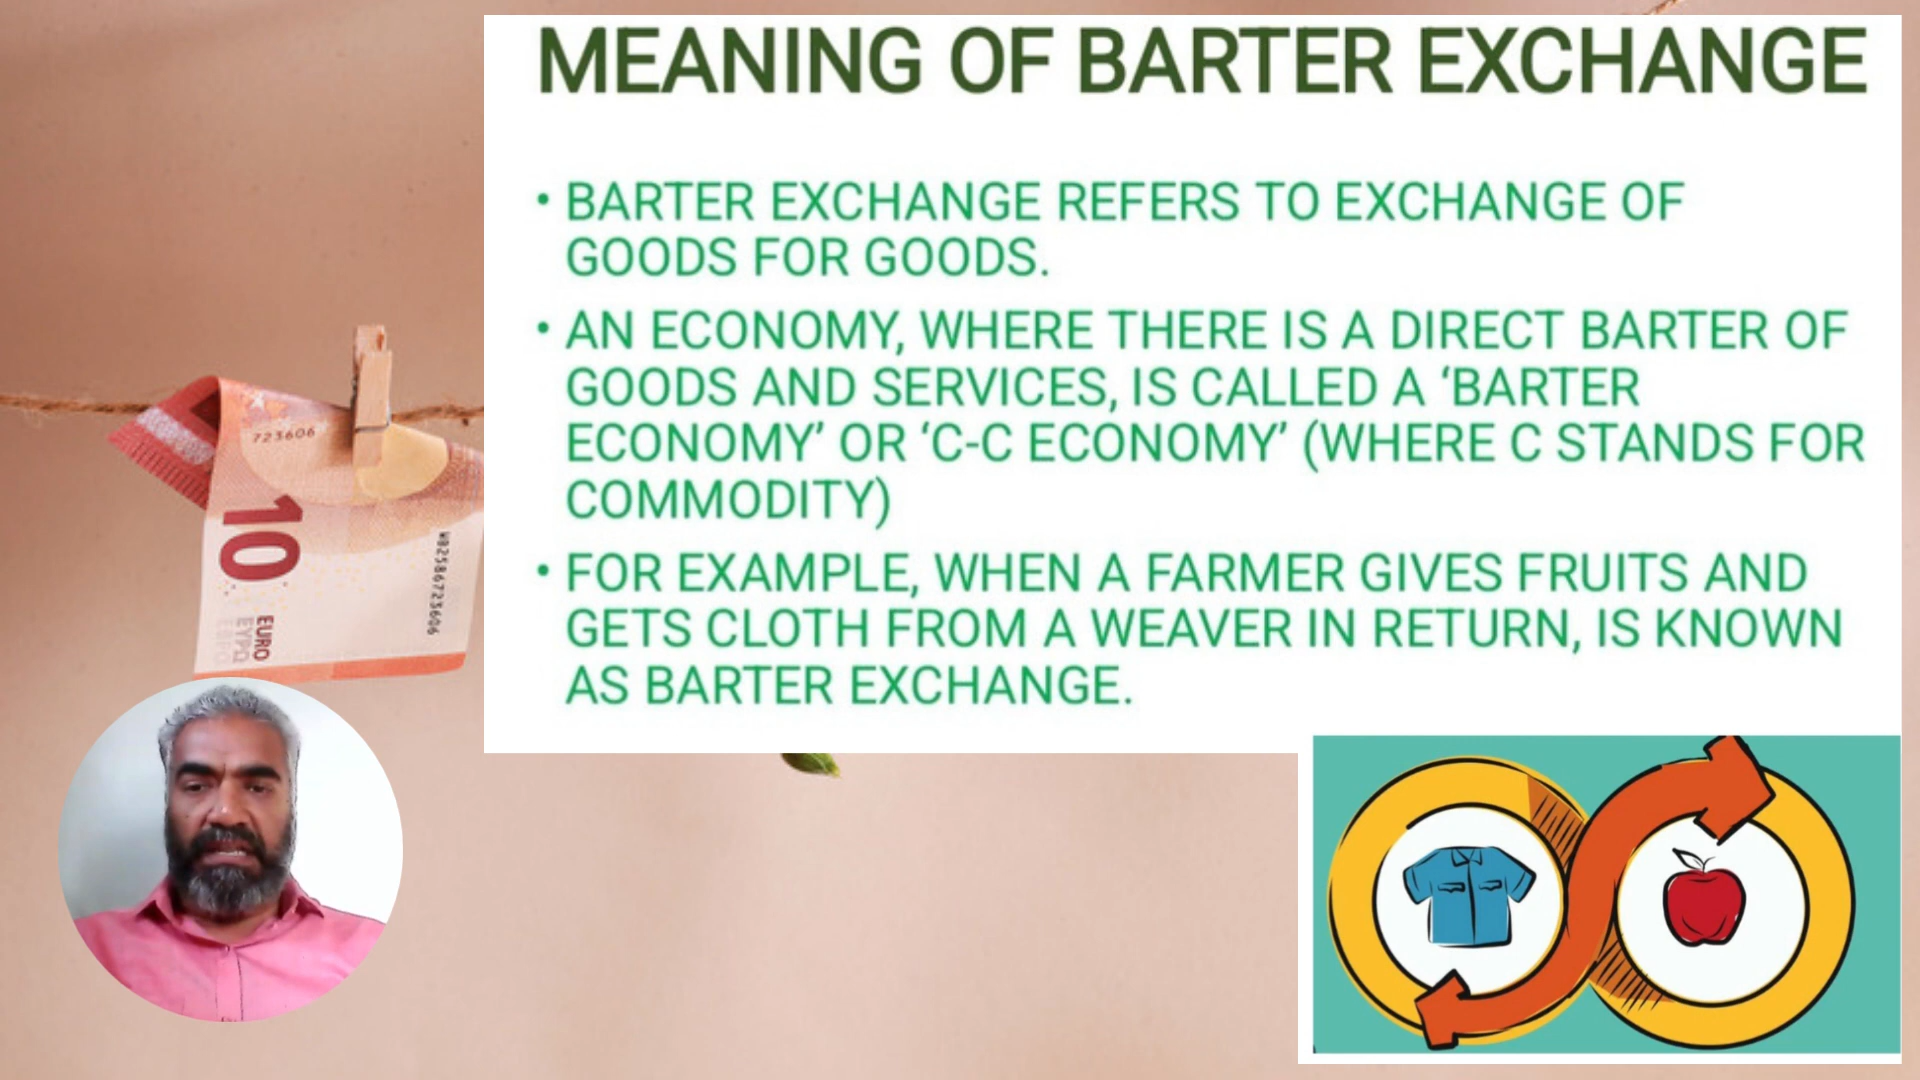 MEANING OF BARTER EXCHANGE
• BARTER EXCHANGE REFERS TO EXCHANGE OF
GOODS FOR GOODS.
• AN ECONOMY, WHERE THERE IS A DIRECT BARTER OF
GOODS AND SERVICES, IS CALLED A ‘BARTER
ECONOMY’ OR ‘C-C ECONOMY’ (WHERE C STANDS FOR
COMMODITY)
• FOR EXAMPLE, WHEN A FARMER GIVES FRUITS AND
GETS CLOTH FROM A WEAVER IN RETURN, IS KNOWN
AS BARTER EXCHANGE.
723606
10
EURO
ΕΥΡΩ
WB2586723606